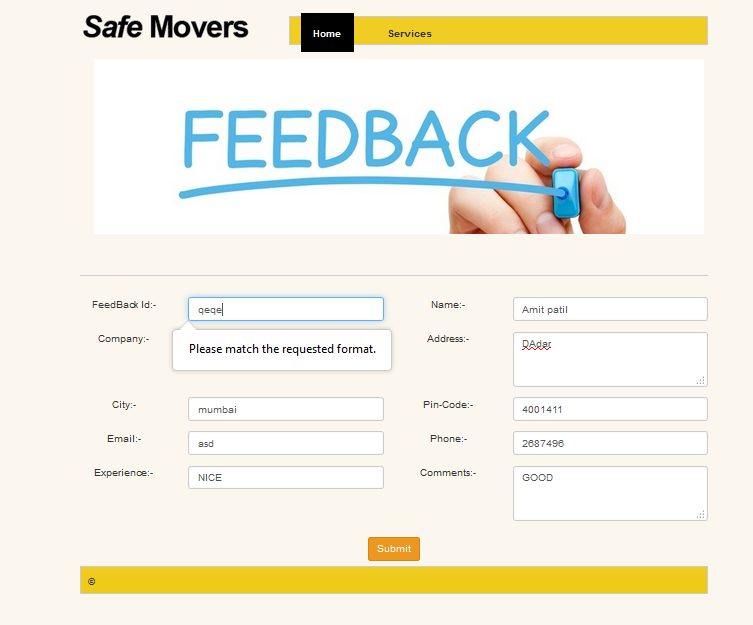 Safe Movers
Home Services
FEEDBACK
FeedBack Id:- qeqe Name:- Amit patil
Company:- Address:- DAdar
Please match the requested format.
City:- mumbai Pin-Code:- 4001411
Email:- asd Phone:- 2687496
Experience:- NICE Comments:- GOOD
Submit
©